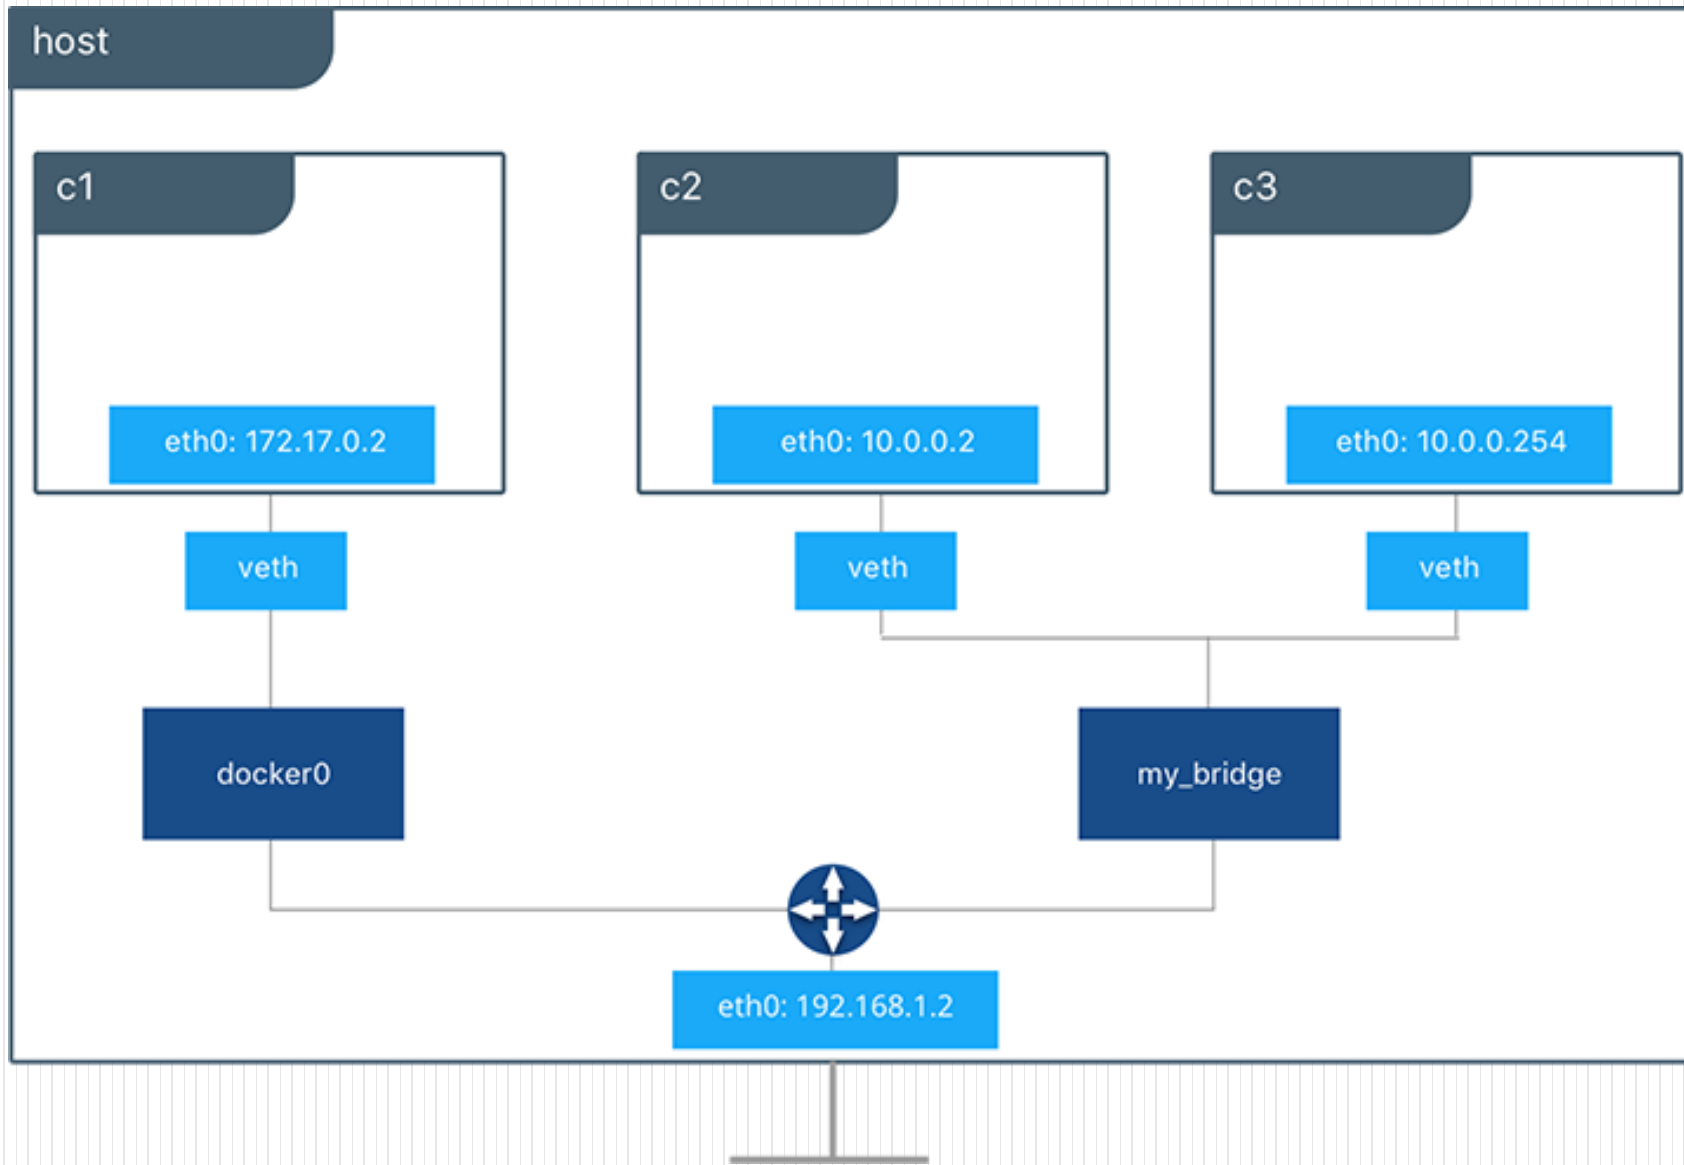 host
c1
c2
c3
eth0: 172.17.0.2
eth0: 10.0.0.2
eth0: 10.0.0.254
veth
veth
veth
docker0
my_bridge
eth0: 192.168.1.2